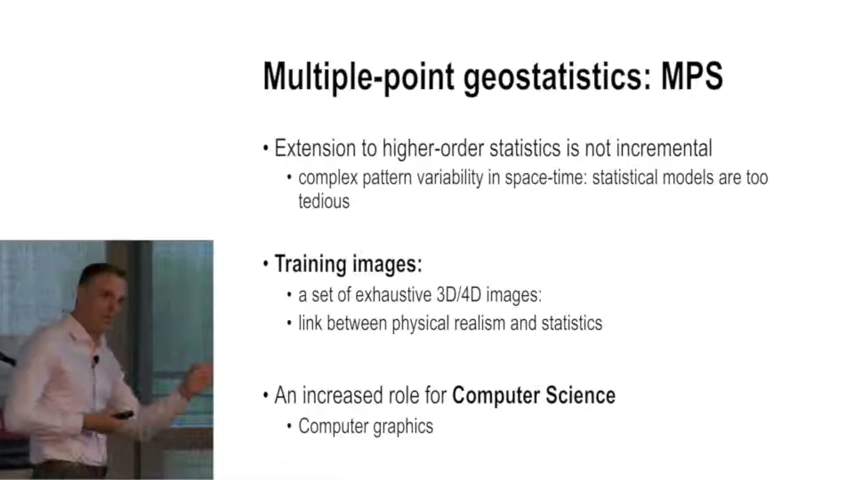 Multiple-point geostatistics: MPS
• Extension to higher-order statistics is not incremental
• complex pattern variability in space-time: statistical models are too
tedious
• Training images:
• a set of exhaustive 3D/4D images:
• link between physical realism and statistics
• An increased role for Computer Science
• Computer graphics